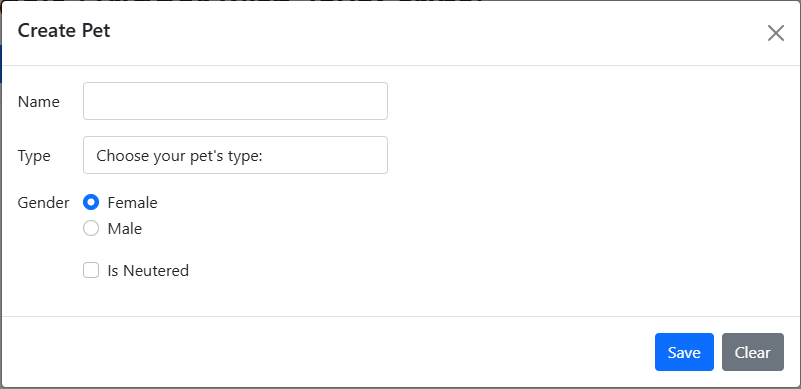 Create Pet
Name
Type Choose your pet's type:
Gender Female
Male
Is Neutered
Save Clear